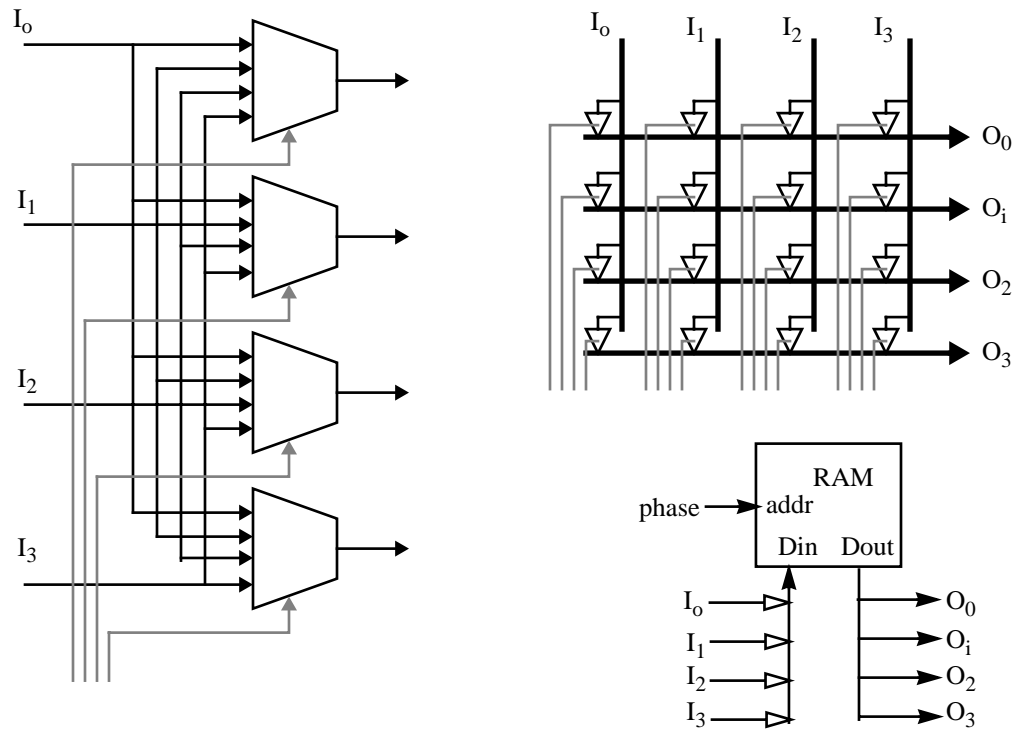 Io
I1
I2
I3
Io I1 I2 I3
O0
Oi
O2
O3
RAM
phase
addr
Din Dout
Io O0
I1 Oi
I2 O2
I3 O3